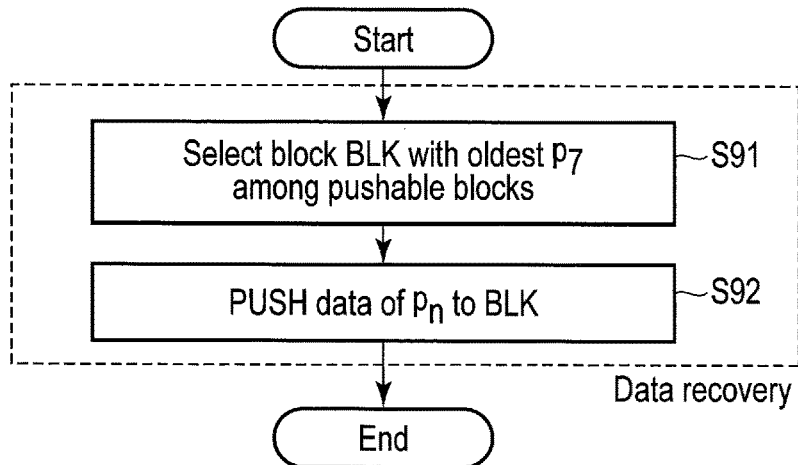 Start
Select block BLK with oldest p7
among pushable blocks
S91
PUSH data of pn to BLK
S92
Data recovery
End